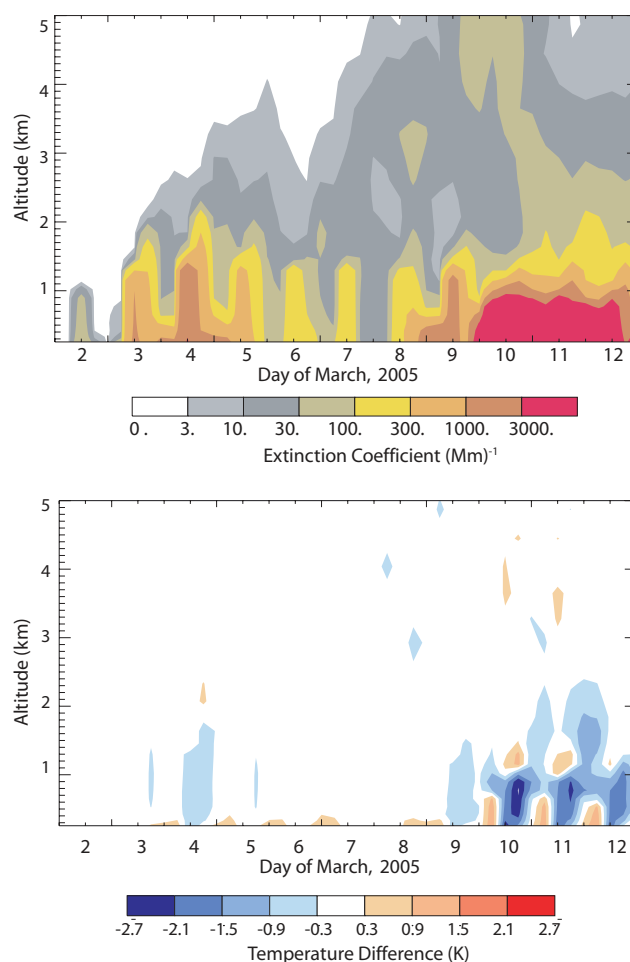 5
4
3
2
1
Altitude (km)
2 3 4 5 6 7 8 9 10 11 12
Day of March, 2005
0 . 3. 10. 30. 100. 300. 1000. 3000.
Extinction Coefficient (Mm)-1
5
4
3
2
1
Altitude (km)
2 3 4 5 6 7 8 9 10 11 12
Day of March, 2005
-2.7 -2.1 -1.5 -0.9 -0.3 0.3 0.9 1.5 2.1 2.7
Temperature Difference (K)